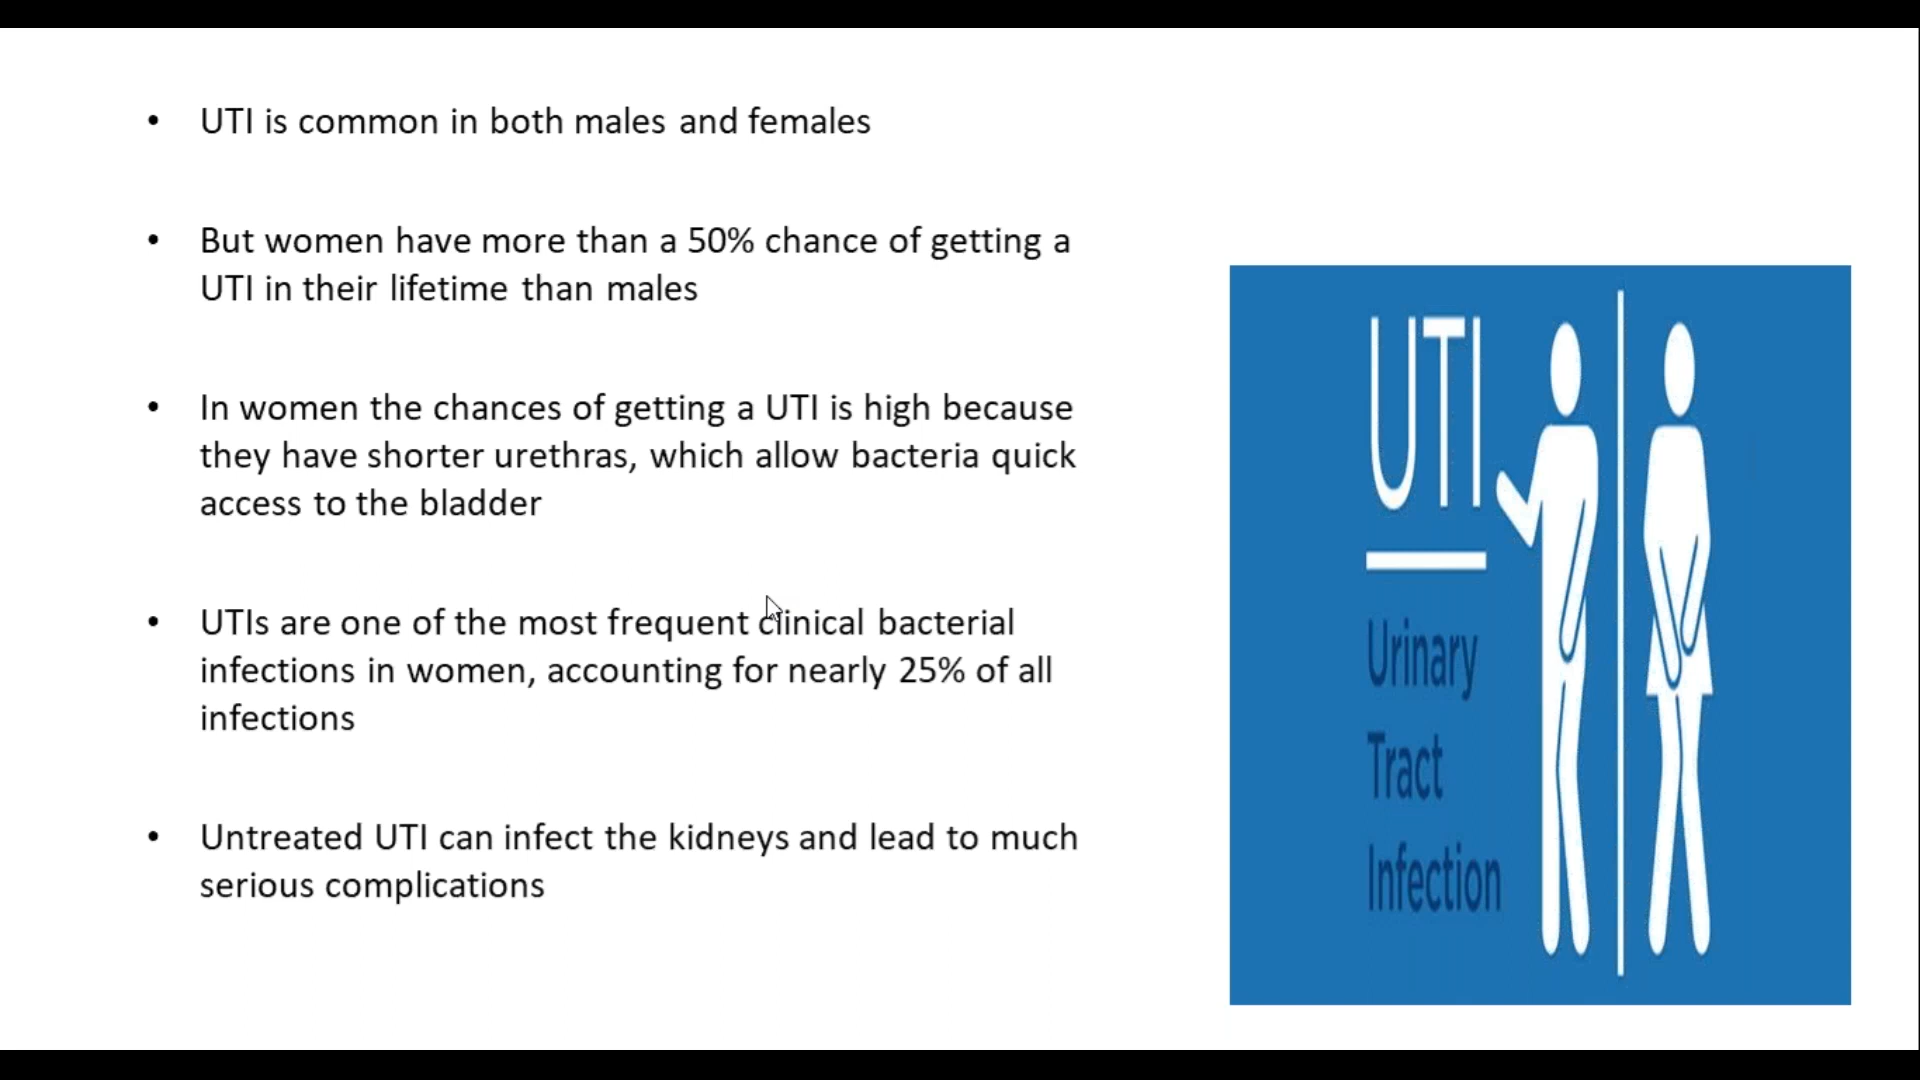 • UTI is common in both males and females
• But women have more than a 50% chance of getting a
UTI in their lifetime than males
• In women the chances of getting a UTI is high because
they have shorter urethras, which allow bacteria quick
access to the bladder
• UTIs are one of the most frequent clinical bacterial
infections in women, accounting for nearly 25% of all
infections
• Untreated UTI can infect the kidneys and lead to much
serious complications
UTI
Urinary
Tract
Infection